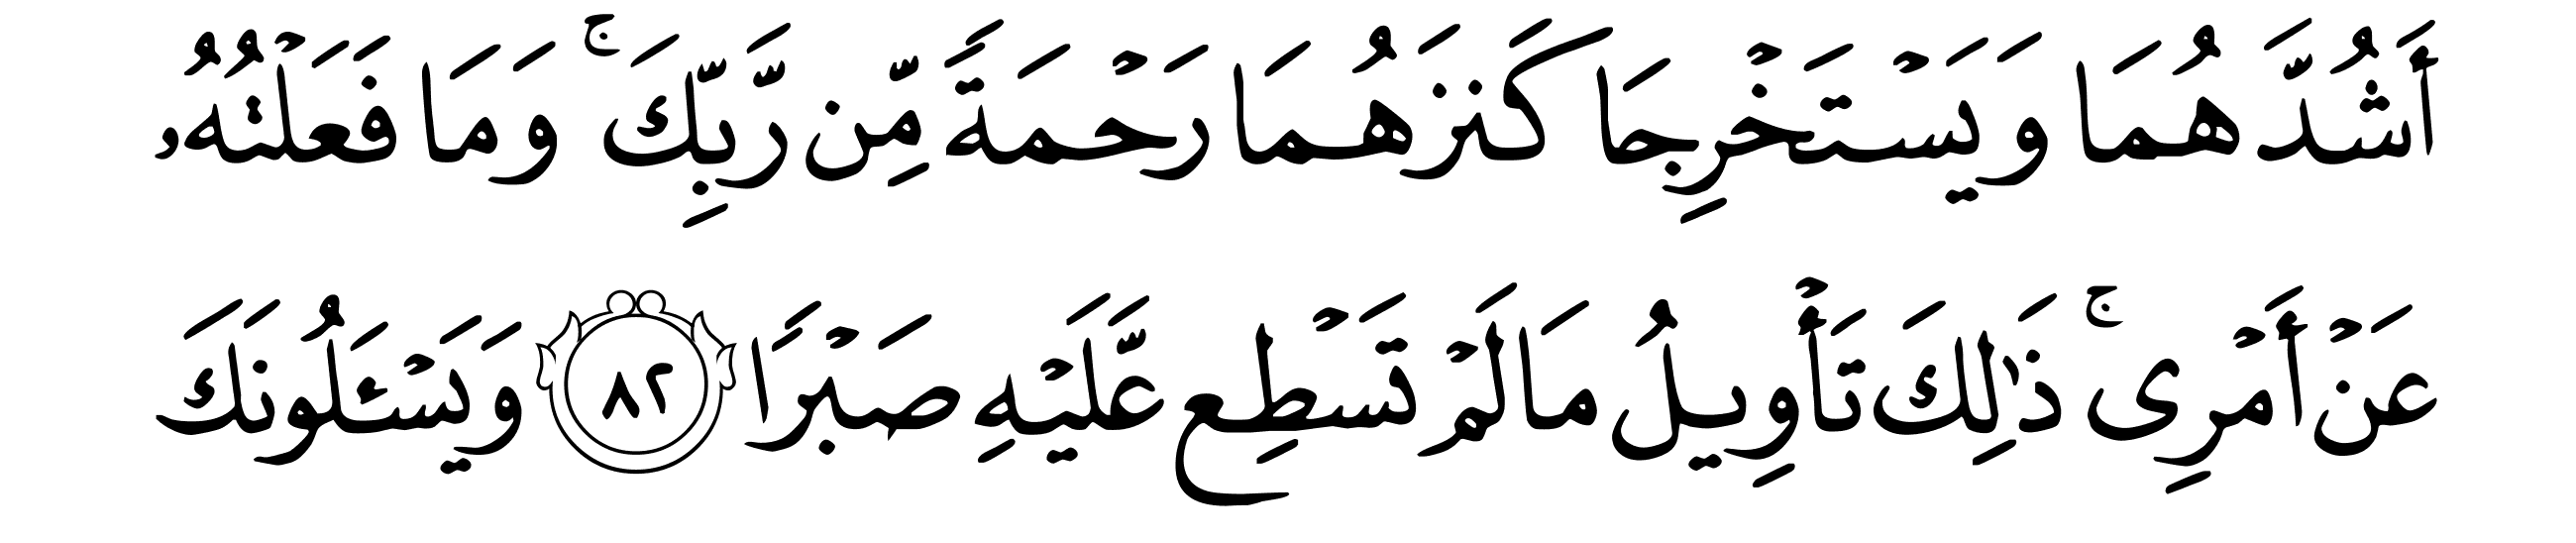 أَشُدَّهُمَا وَيَسْتَخْرِجَا كَنزَهُمَا رَحْمَةً مِّن رَّبِّكَ ۚ وَمَا فَعَلْتُهُۥ
عَنْ أَمْرِى ۚ ذَٰلِكَ تَأْوِيلُ مَا لَمْ تَسْطِع عَّلَيْهِ صَبْرًا ٨٢ وَيَسْـَٔلُونَكَ